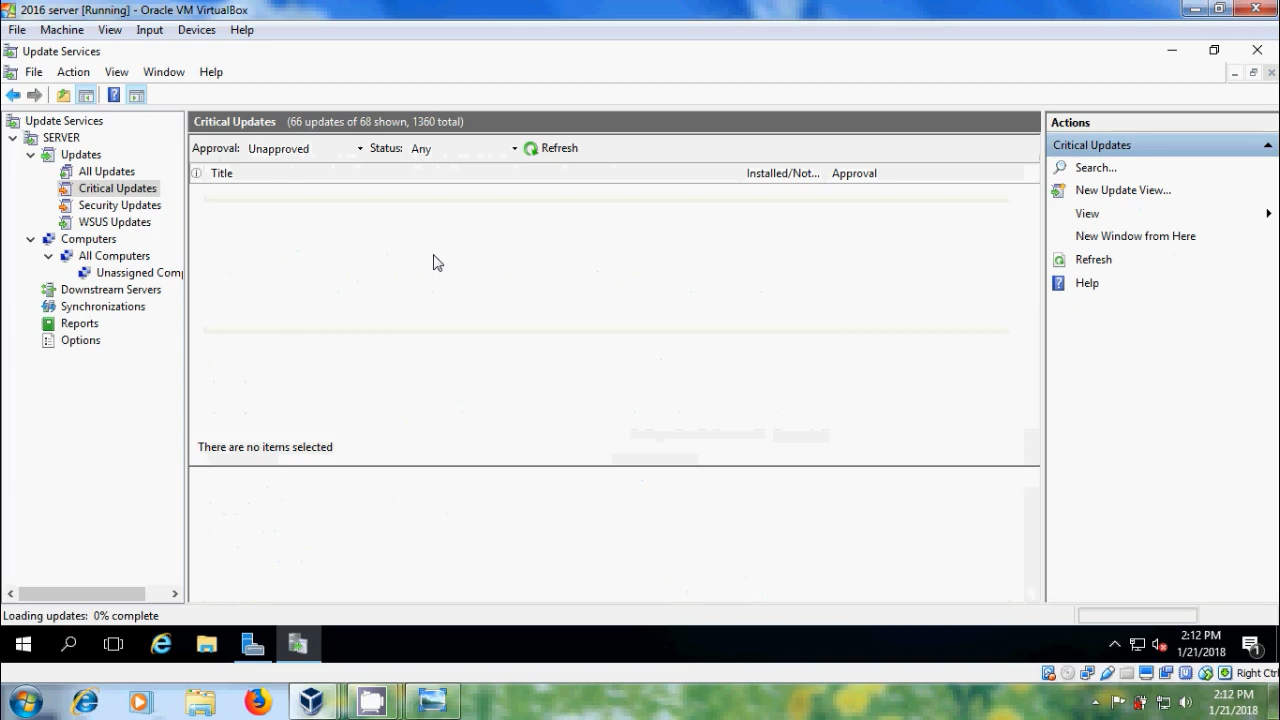 2016 server [Running] - Oracle VM VirtualBox
File Machine View Input Devices Help
Update Services
File Action View Window Help
Update Services
SERVER
Updates
All Updates
Critical Updates
Security Updates
WSUS Updates
Computers
All Computers
Unassigned Comp
Downstream Servers
Synchronizations
Reports
Options
Critical Updates (66 updates of 68 shown, 1360 total)
Approval: Unapproved Status: Any Refresh
Title Installed/Not... Approval
There are no items selected
Actions
Critical Updates
Search...
New Update View...
View
New Window from Here
Refresh
Help
Loading updates: 0% complete
2:12 PM
1/21/2018
1
Right Ctrl
2:12 PM
1/21/2018